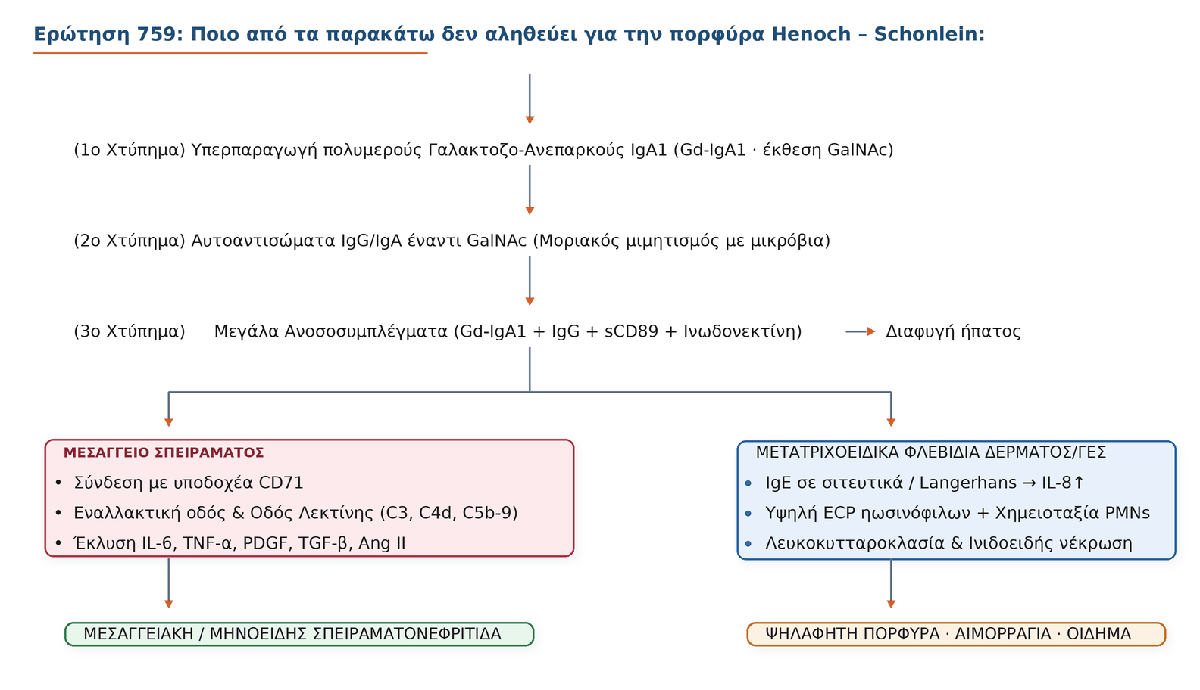 Ερώτηση 759: Ποιο από τα παρακάτω δεν αληθεύει για την πορφύρα Henoch – Schonlein:
(1ο Χτύπημα) Υπερπαραγωγή πολυμερούς Γαλακτοζο-Ανεπαρκούς IgA1 (Gd-IgA1 · έκθεση GalNAc)
(2ο Χτύπημα) Αυτοαντισώματα IgG/IgA έναντι GalNAc (Μοριακός μιμητισμός με μικρόβια)
(3ο Χτύπημα) Μεγάλα Ανοσοσυμπλέγματα (Gd-IgA1 + IgG + sCD89 + Ινωδονεκτίνη) Διαφυγή ήπατος
ΜΕΣΑΓΓΕΙΟ ΣΠΕΙΡΑΜΑΤΟΣ
• Σύνδεση με υποδοχέα CD71
• Εναλλακτική οδός & Οδός Λεκτίνης (C3, C4d, C5b-9)
• Έκλυση IL-6, TNF-α, PDGF, TGF-β, Ang II
ΜΕΣΑΓΓΕΙΑΚΗ / ΜΗΝΟΕΙΔΗΣ ΣΠΕΙΡΑΜΑΤΟΝΕΦΡΙΤΙΔΑ
ΜΕΤΑΤΡΙΧΟΕΙΔΙΚΑ ΦΛΕΒΙΔΙΑ ΔΕΡΜΑΤΟΣ/ΓΕΣ
• IgE σε σιτευτικά / Langerhans → IL-8↑
• Υψηλή ECP ηωσινόφιλων + Χημειοταξία PMNs
• Λευκοκυτταροκλασία & Ινιδοειδής νέκρωση
ΨΗΛΑΦΗΤΗ ΠΟΡΦΥΡΑ · ΑΙΜΟΡΡΑΓΙΑ · ΟΙΔΗΜΑ